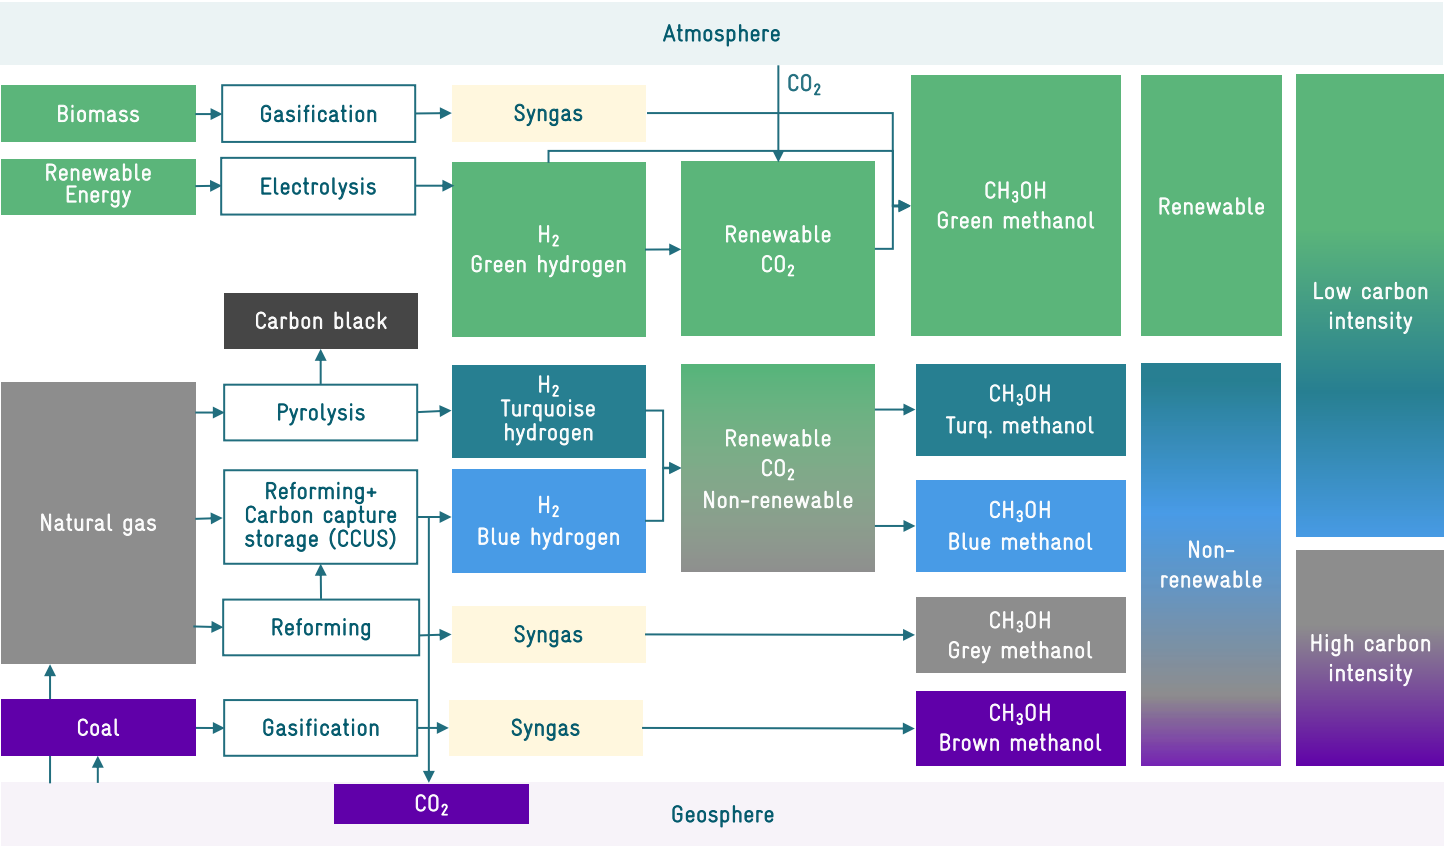 Atmosphere
CO₂
Biomass
Gasification
Syngas
Renewable
Energy
Electrolysis
H₂
Green hydrogen
Renewable
CO₂
CH₃OH
Green methanol
Renewable
Low carbon
intensity
Carbon black
Natural gas
Pyrolysis
H₂
Turquoise
hydrogen
Renewable
CO₂
Non-renewable
CH₃OH
Turq. methanol
Reforming+
Carbon capture
storage (CCUS)
H₂
Blue hydrogen
CH₃OH
Blue methanol
Non-
renewable
Reforming
Syngas
CH₃OH
Grey methanol
High carbon
intensity
Coal
Gasification
Syngas
CH₃OH
Brown methanol
CO₂
Geosphere